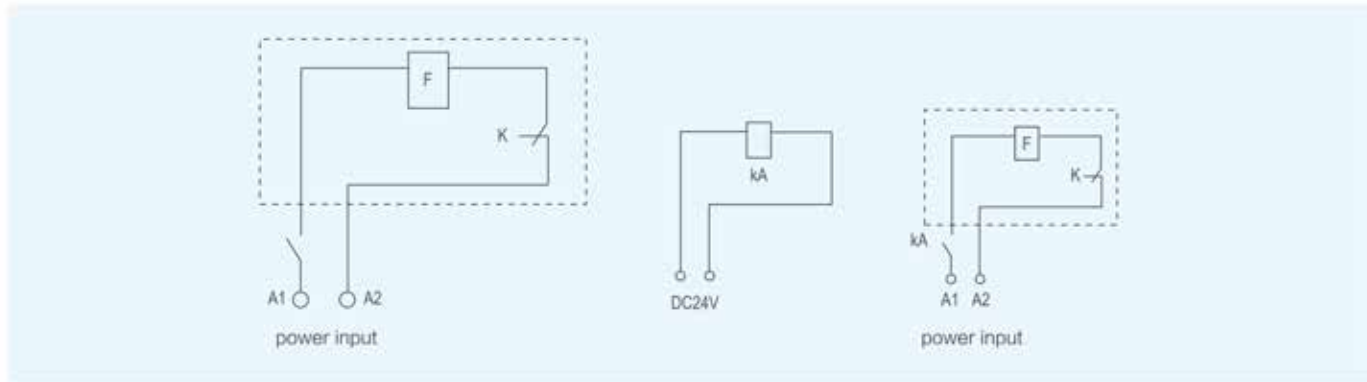 F
K
A1
A2
power input
kA
DC24V
F
K
kA
A1 A2
power input